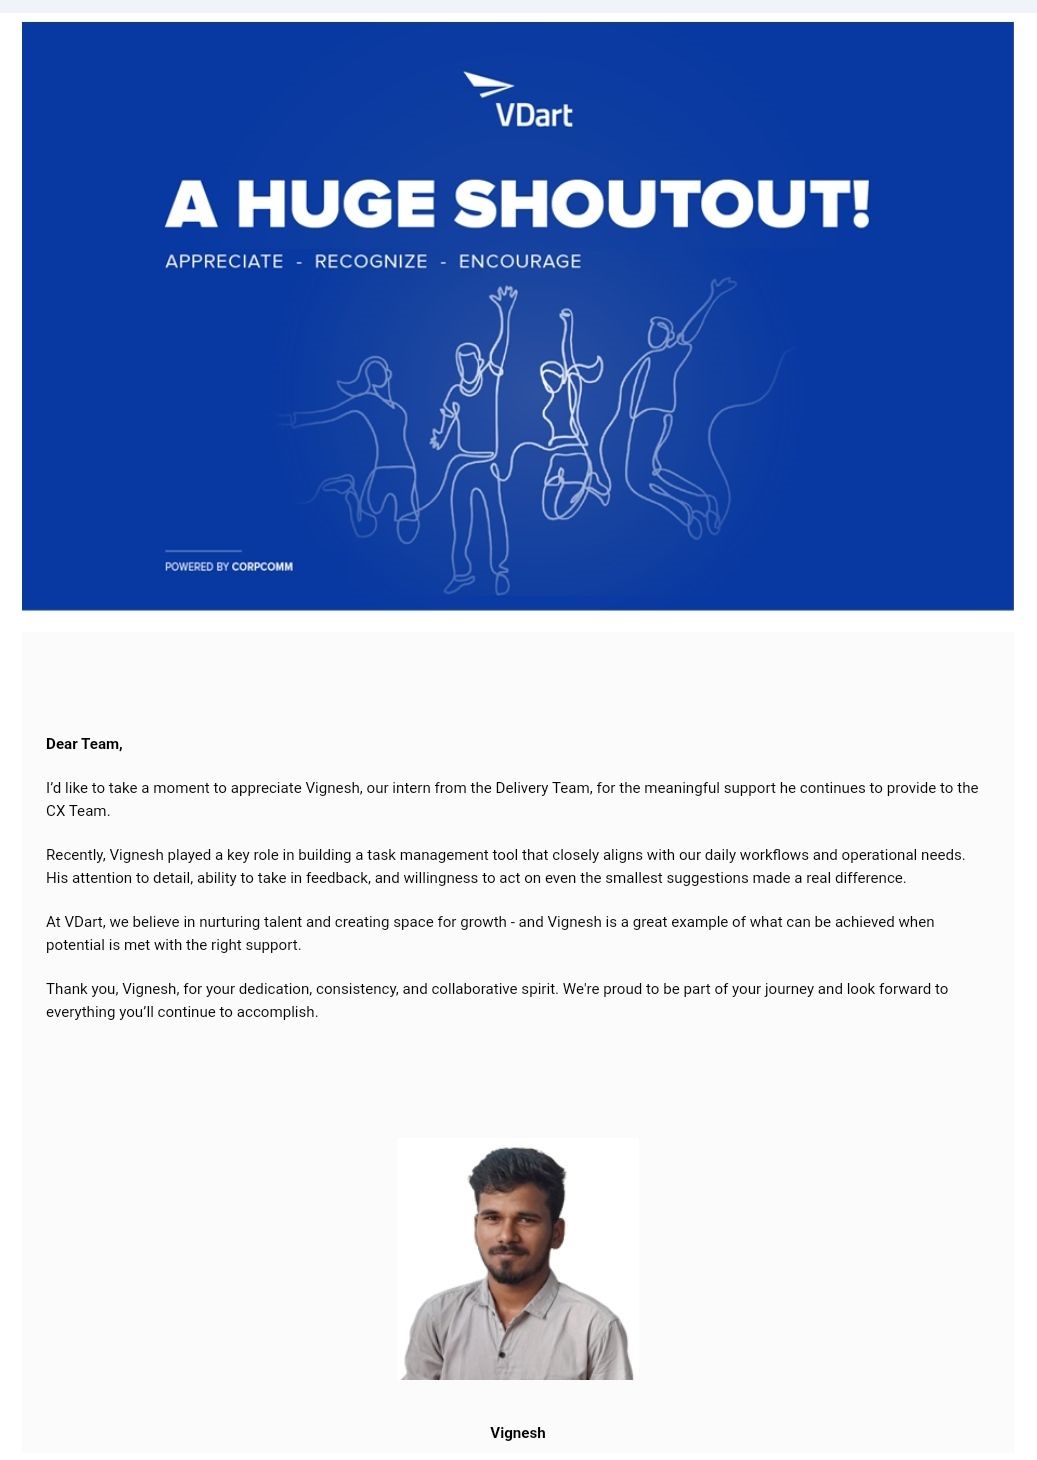 VDart
A HUGE SHOUTOUT!
APPRECIATE - RECOGNIZE - ENCOURAGE
POWERED BY CORPCOMM
Dear Team,
I’d like to take a moment to appreciate Vignesh, our intern from the Delivery Team, for the meaningful support he continues to provide to the
CX Team.
Recently, Vignesh played a key role in building a task management tool that closely aligns with our daily workflows and operational needs.
His attention to detail, ability to take in feedback, and willingness to act on even the smallest suggestions made a real difference.
At VDart, we believe in nurturing talent and creating space for growth - and Vignesh is a great example of what can be achieved when
potential is met with the right support.
Thank you, Vignesh, for your dedication, consistency, and collaborative spirit. We're proud to be part of your journey and look forward to
everything you’ll continue to accomplish.
Vignesh